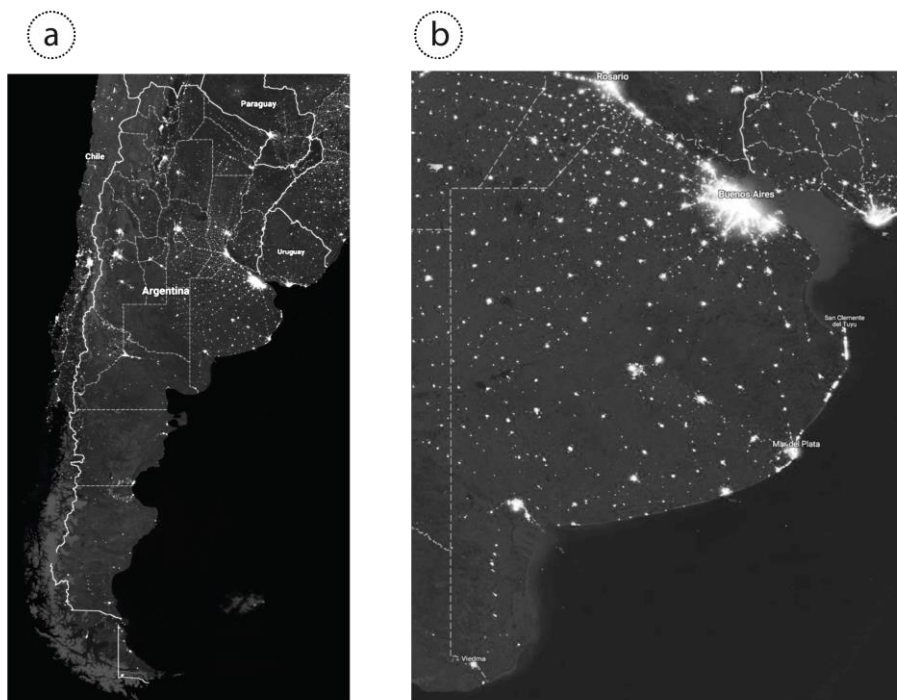 a
b
Paraguay
Chile
Uruguay
Argentina
Rosario
Buenos Aires
San Clemente
del Tuyu
Mar del Plata
Viedma